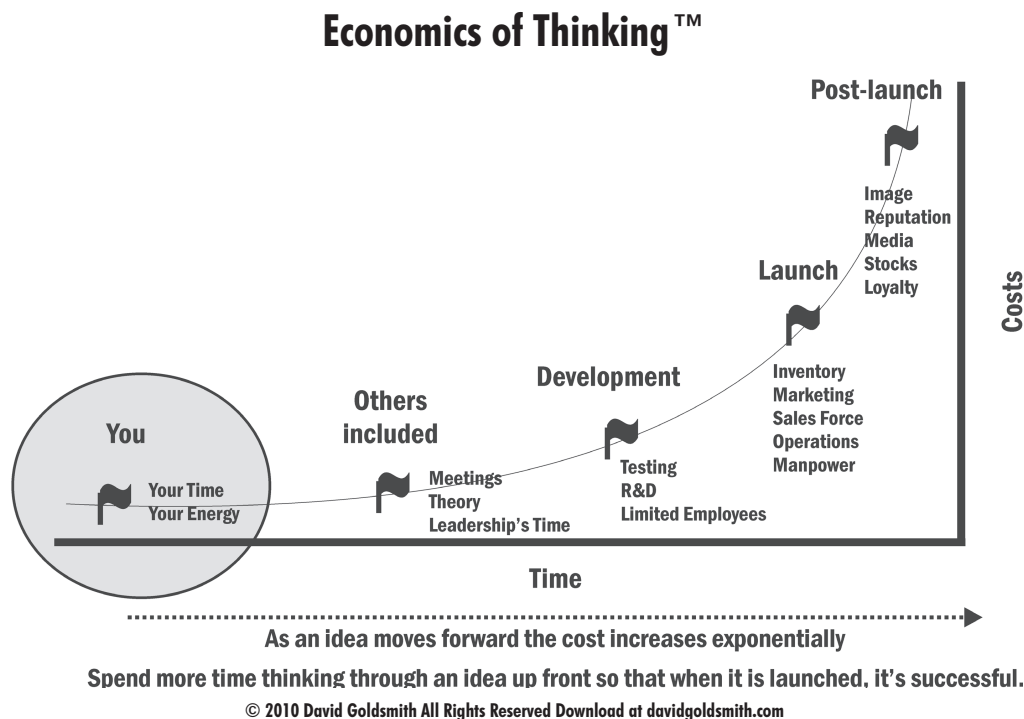 Economics of Thinking™
Post-launch
Image
Reputation
Media
Stocks
Loyalty
Launch
Inventory
Marketing
Sales Force
Operations
Manpower
Costs
Development
Testing
R&D
Limited Employees
Others
included
Meetings
Theory
Leadership's Time
You
Your Time
Your Energy
Time
As an idea moves forward the cost increases exponentially
Spend more time thinking through an idea up front so that when it is launched, it's successful.
© 2010 David Goldsmith All Rights Reserved Download at davidgoldsmith.com